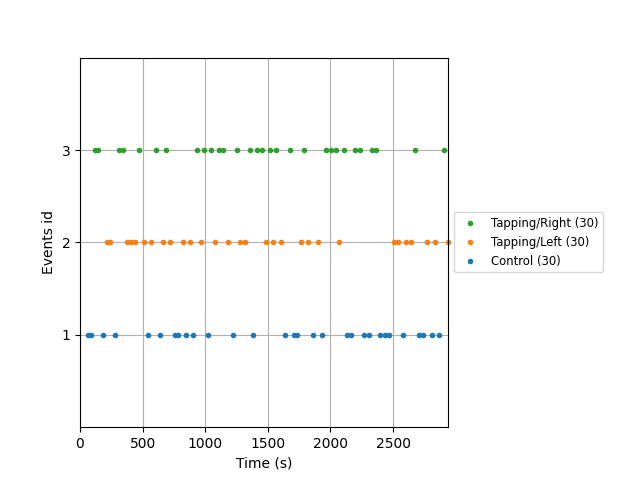 3
2
1
Events id
0 500 1000 1500 2000 2500
Time (s)
Tapping/Right (30)
Tapping/Left (30)
Control (30)